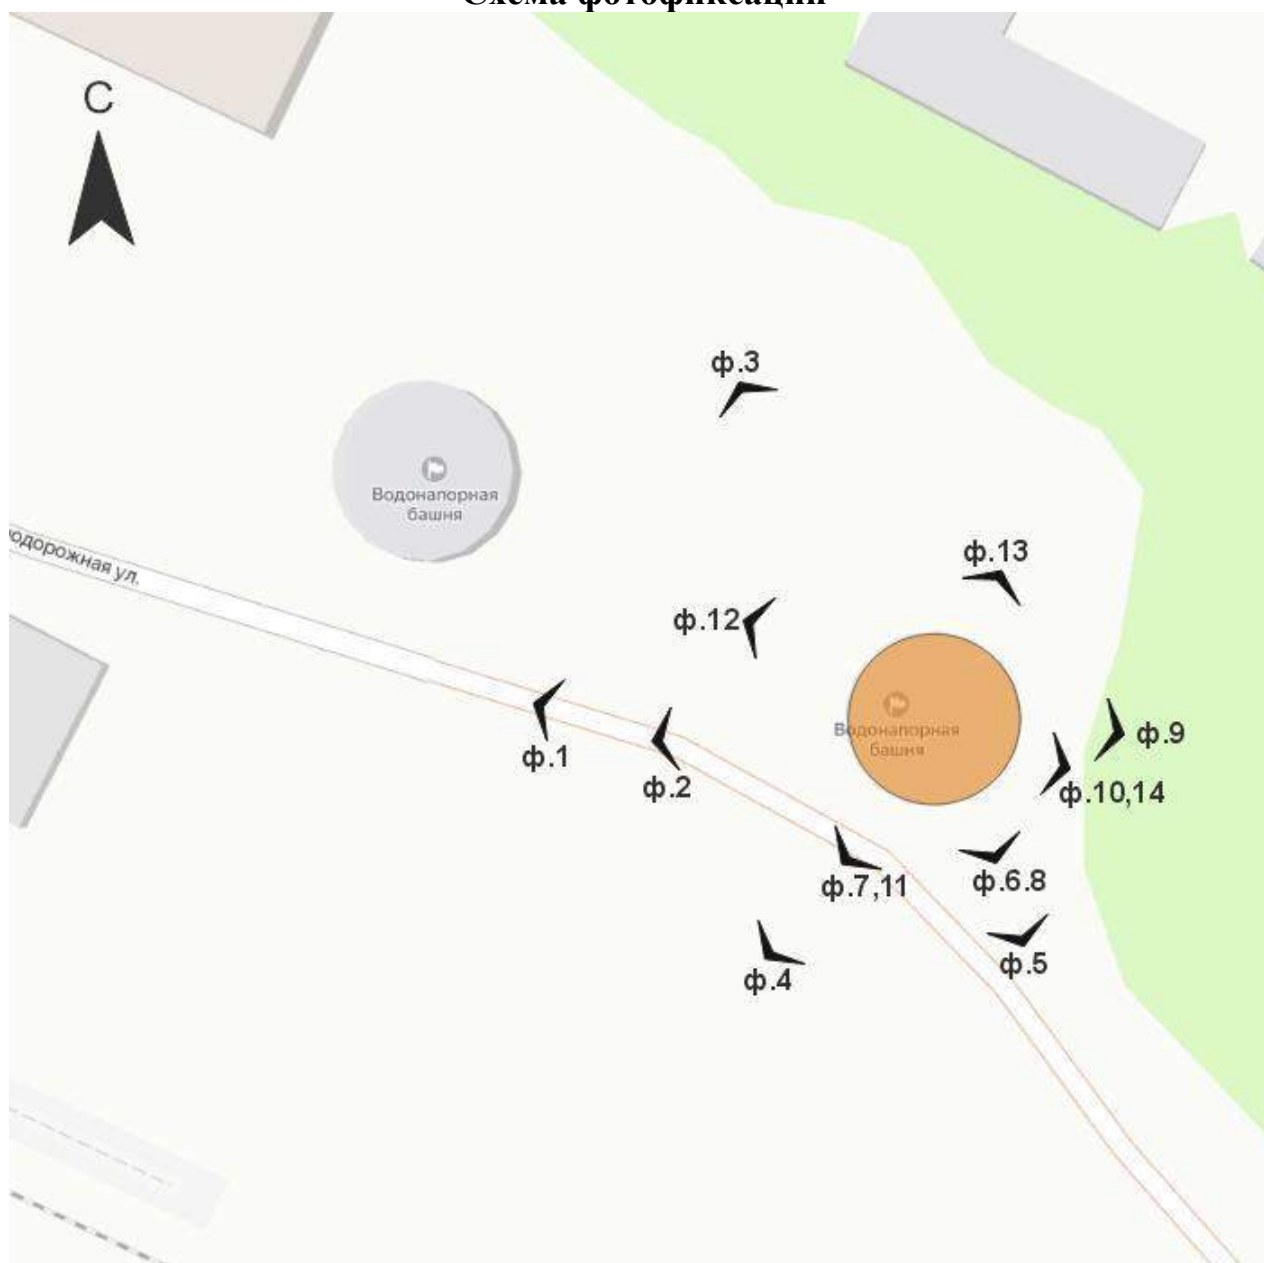 Схема фотофиксации
С
ф.3
Водонапорная
башня
одорожная ул.
ф.13
ф.12
ф.1
ф.2
Водонапорная
башня
ф.9
ф.10,14
ф.7,11
ф.6.8
ф.5
ф.4